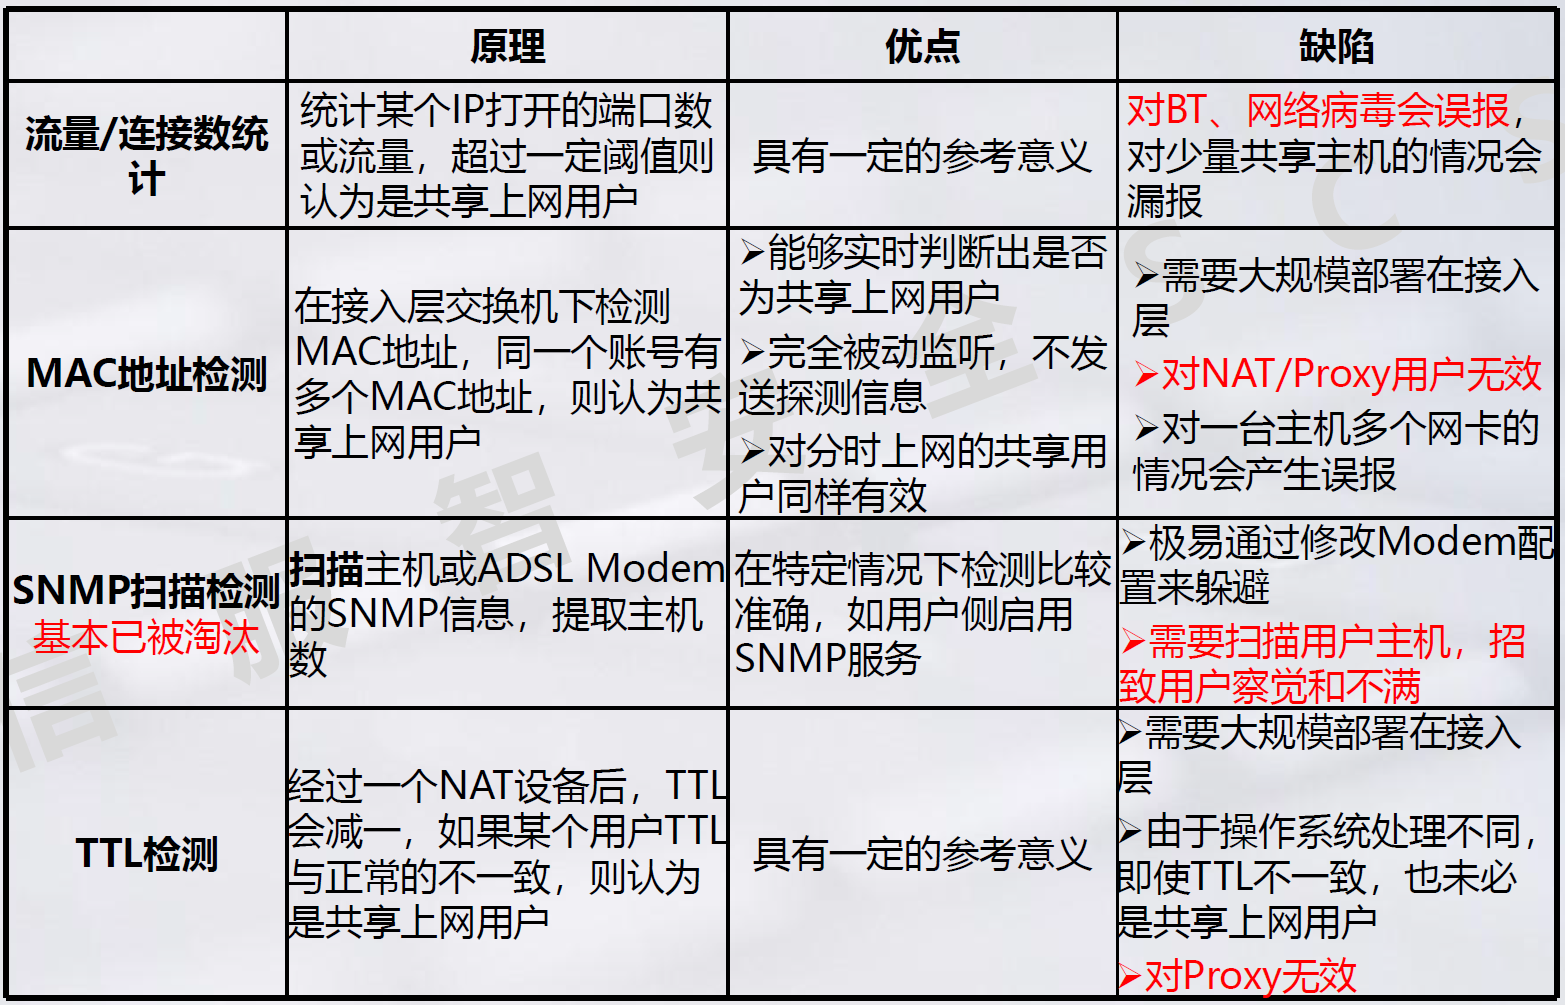 原理
优点
缺陷
流量/连接数统
计
统计某个IP打开的端口数
或流量，超过一定阈值则
认为是共享上网用户
具有一定的参考意义
对BT、网络病毒会误报，
对少量共享主机的情况会
漏报
MAC地址检测
在接入层交换机下检测
MAC地址，同一个账号有
多个MAC地址，则认为共
享上网用户
➢能够实时判断出是否
为共享上网用户
➢完全被动监听，不发
送探测信息
➢对分时上网的共享用
户同样有效
➢需要大规模部署在接入
层
➢对NAT/Proxy用户无效
➢对一台主机多个网卡的
情况会产生误报
SNMP扫描检测
基本已被淘汰
扫描主机或ADSL Modem
的SNMP信息，提取主机
数
在特定情况下检测比较
准确，如用户侧启用
SNMP服务
➢极易通过修改Modem配
置来躲避
➢需要扫描用户主机，招
致用户察觉和不满
TTL检测
经过一个NAT设备后，TTL
会减一，如果某个用户TTL
与正常的不一致，则认为
是共享上网用户
具有一定的参考意义
➢需要大规模部署在接入
层
➢由于操作系统处理不同，
即使TTL不一致，也未必
是共享上网用户
➢对Proxy无效
信服智安全SCS